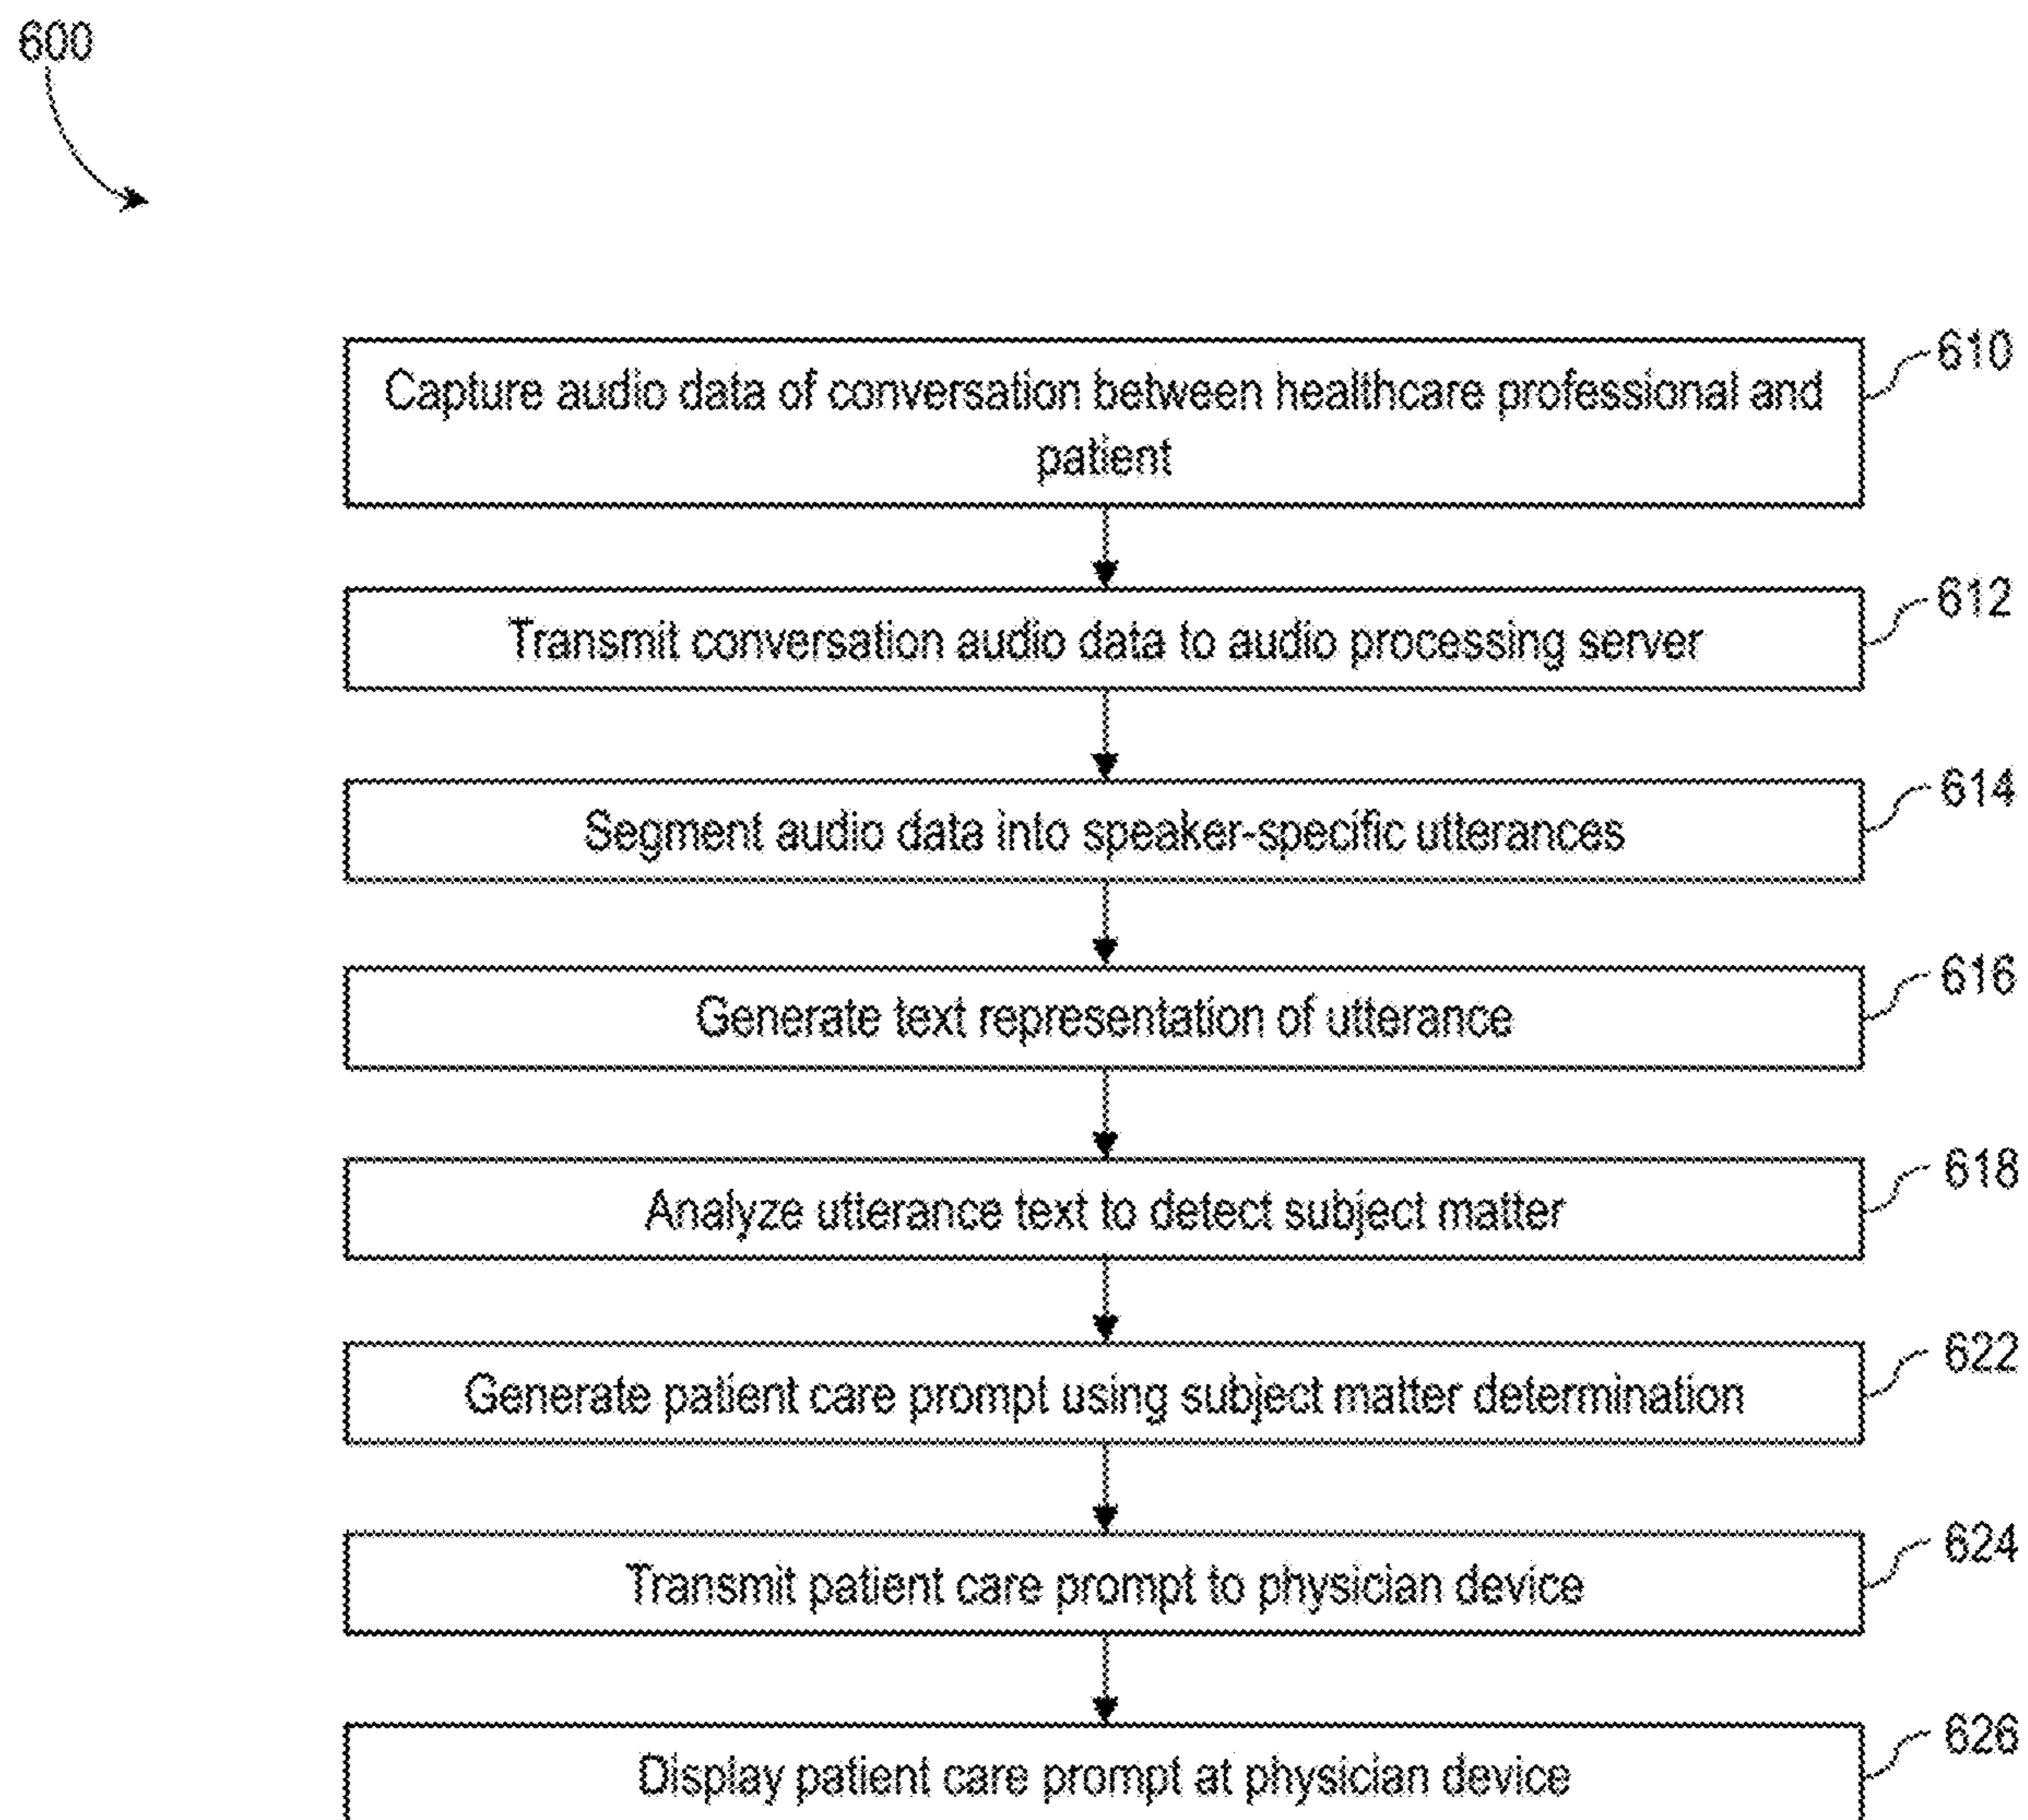 600
Capture audio data of conversation between healthcare professional and
patient
610
Transmit conversation audio data to audio processing server
612
Segment audio data into speaker-specific utterances
614
Generate text representation of utterance
616
Analyze utterance text to detect subject matter
618
Generate patient care prompt using subject matter determination
622
Transmit patient care prompt to physician device
624
Display patient care prompt at physician device
626